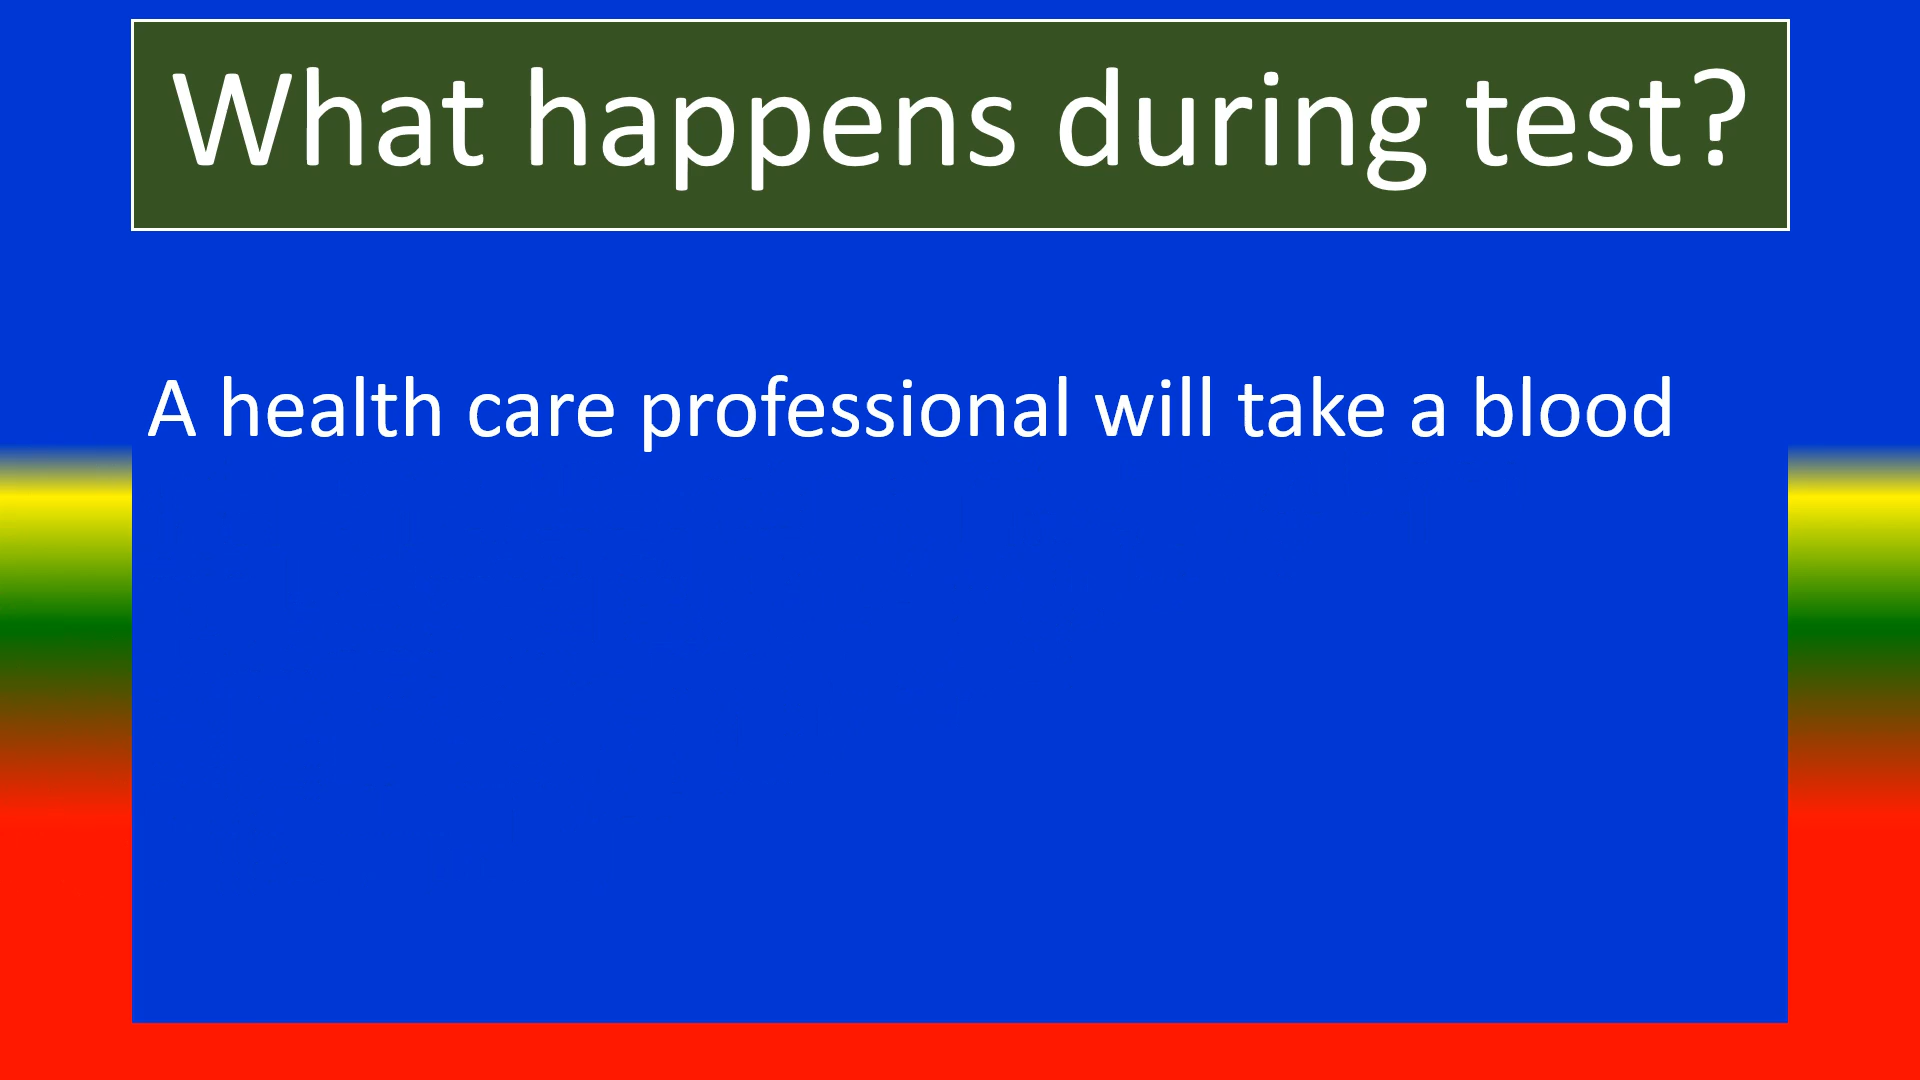 What happens during test?
A health care professional will take a blood